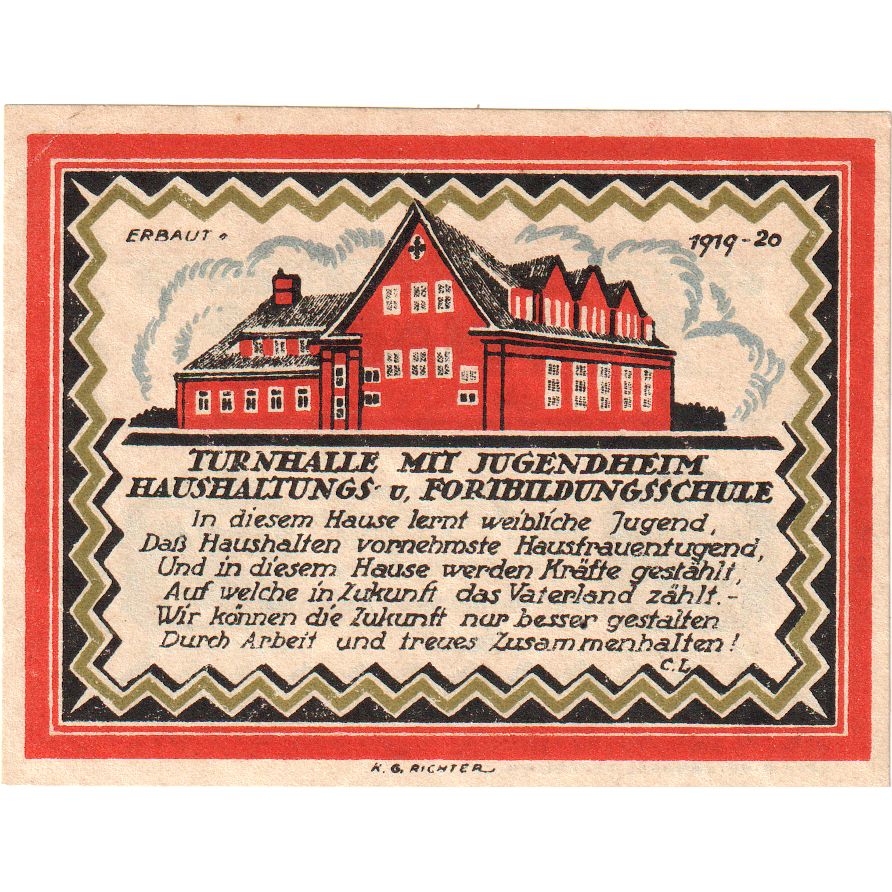 ERBAUT 1919-20
TURNHALLE MIT JUGENDHEIM
HAUSHALTUNGS- u. FORTBILDUNGSSCHULE
In diesem Hause lernt weibliche Jugend,
Daß Haushalten vornehmste Hausfrauentugend,
Und in diesem Hause werden Kräfte gestählt,
Auf welche in Zukunft das Vaterland zählt.-
Wir können die Zukunft nur besser gestalten
Durch Arbeit und treues Zusammenhalten!
C.L.
K. G. RICHTER